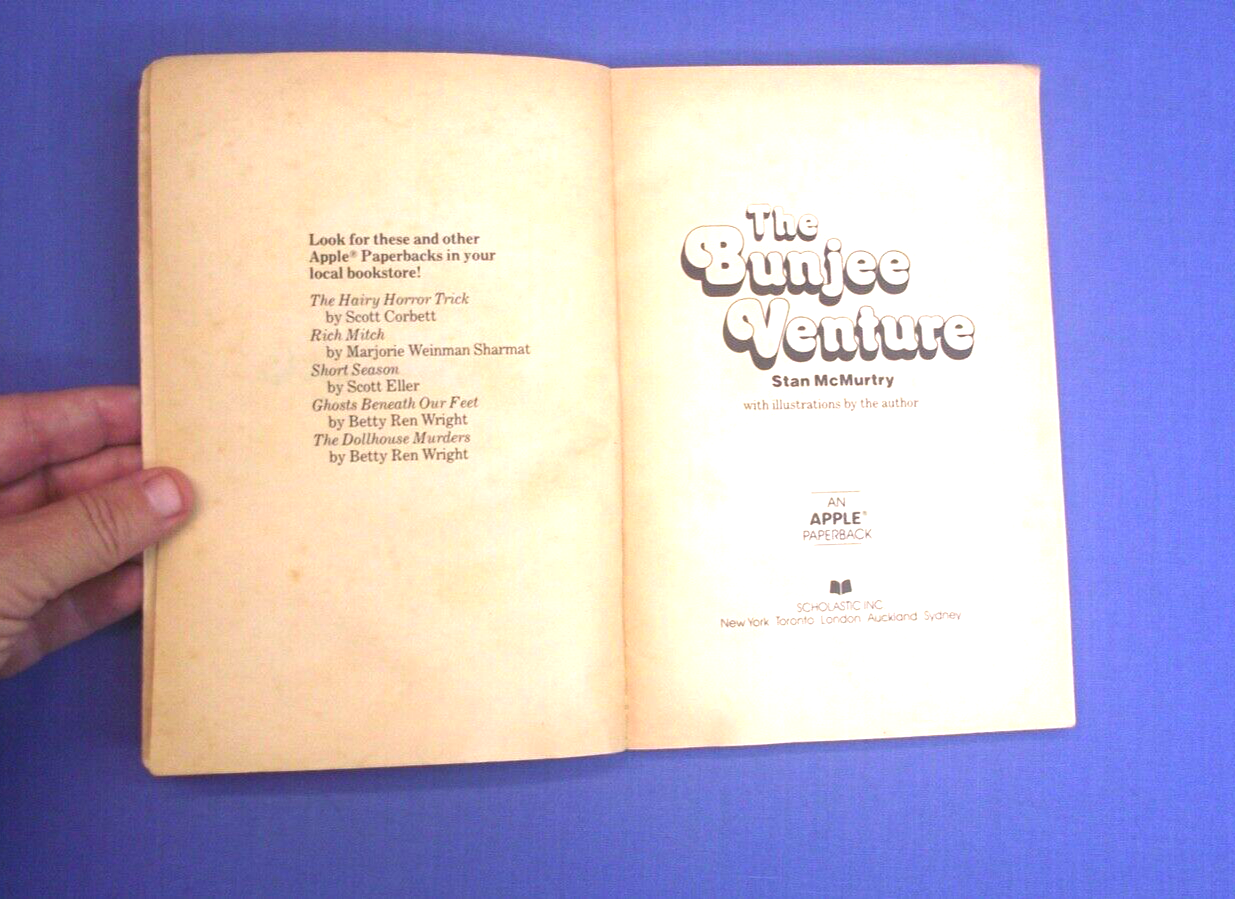 Look for these and other
Apple® Paperbacks in your
local bookstore!
The Hairy Horror Trick
by Scott Corbett
Rich Mitch
by Marjorie Weinman Sharmat
Short Season
by Scott Eller
Ghosts Beneath Our Feet
by Betty Ren Wright
The Dollhouse Murders
by Betty Ren Wright
The
Bunjee
Venture
Stan McMurtry
with illustrations by the author
AN
APPLE®
PAPERBACK
SCHOLASTIC INC.
New York Toronto London Auckland Sydney